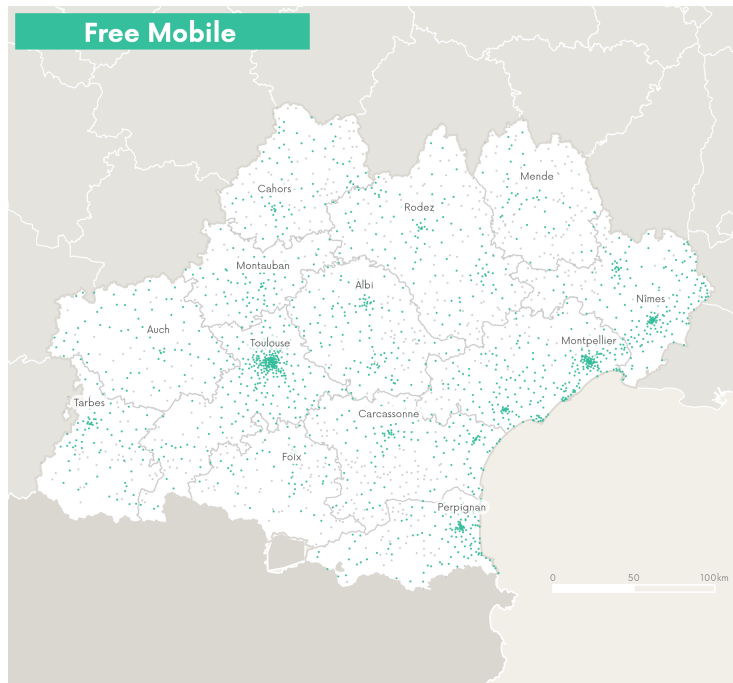 Free Mobile
Mende
Cahors
Rodez
Montauban
Albi
Nîmes
Auch
Toulouse
Montpellier
Tarbes
Carcassonne
Foix
Perpignan
0 50 100km